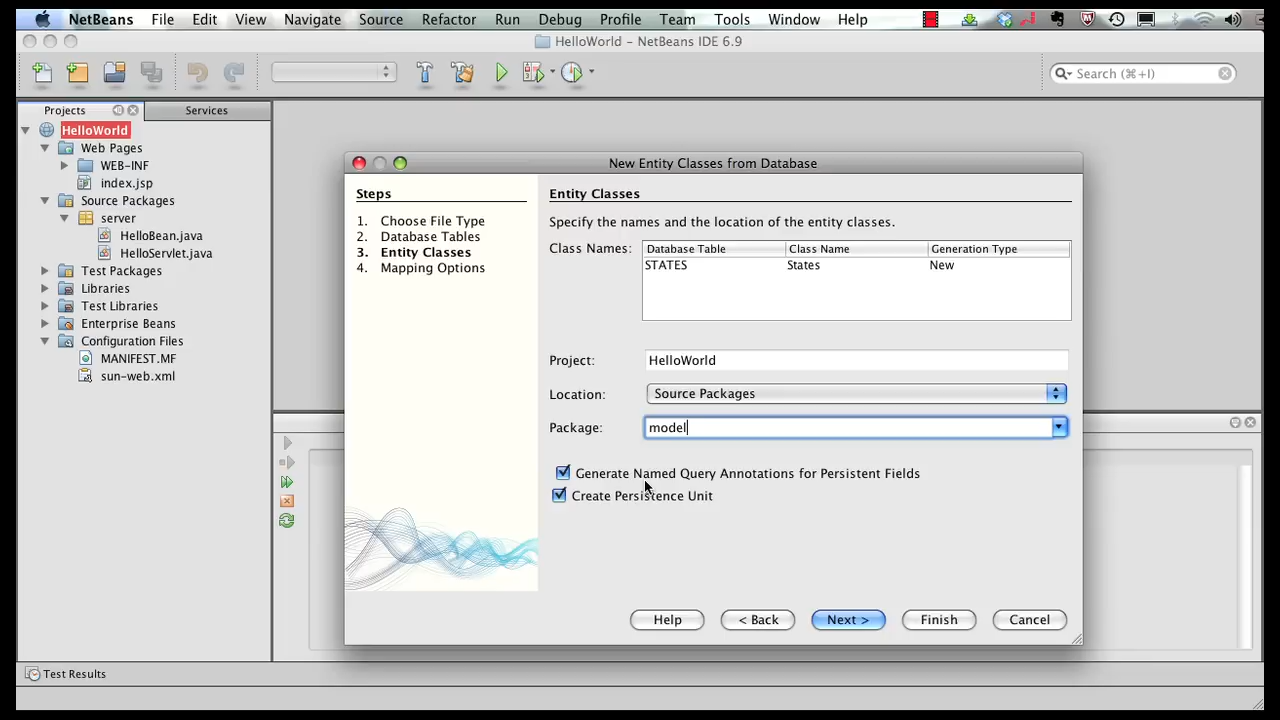 NetBeans File Edit View Navigate Source Refactor Run Debug Profile Team Tools Window Help
HelloWorld – NetBeans IDE 6.9
Search (⌘+I)
Projects Services
HelloWorld
Web Pages
WEB-INF
index.jsp
Source Packages
server
HelloBean.java
HelloServlet.java
Test Packages
Libraries
Test Libraries
Enterprise Beans
Configuration Files
MANIFEST.MF
sun-web.xml
New Entity Classes from Database
Steps
1. Choose File Type
2. Database Tables
3. Entity Classes
4. Mapping Options
Entity Classes
Specify the names and the location of the entity classes.
Class Names: Database Table Class Name Generation Type
STATES States New
Project: HelloWorld
Location: Source Packages
Package: model
Generate Named Query Annotations for Persistent Fields
Create Persistence Unit
Help < Back Next > Finish Cancel
Test Results